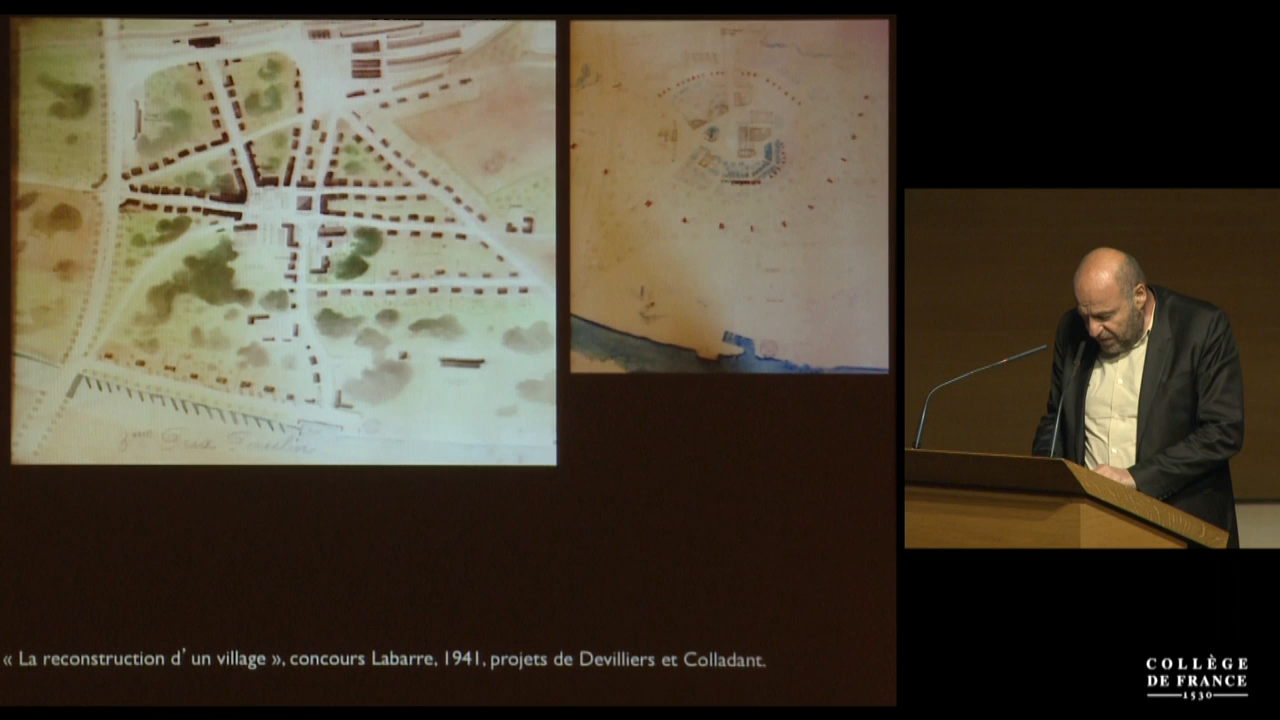 « La reconstruction d' un village », concours Labarre, 1941, projets de Devilliers et Colladant.
COLLÈGE
DE FRANCE
1530